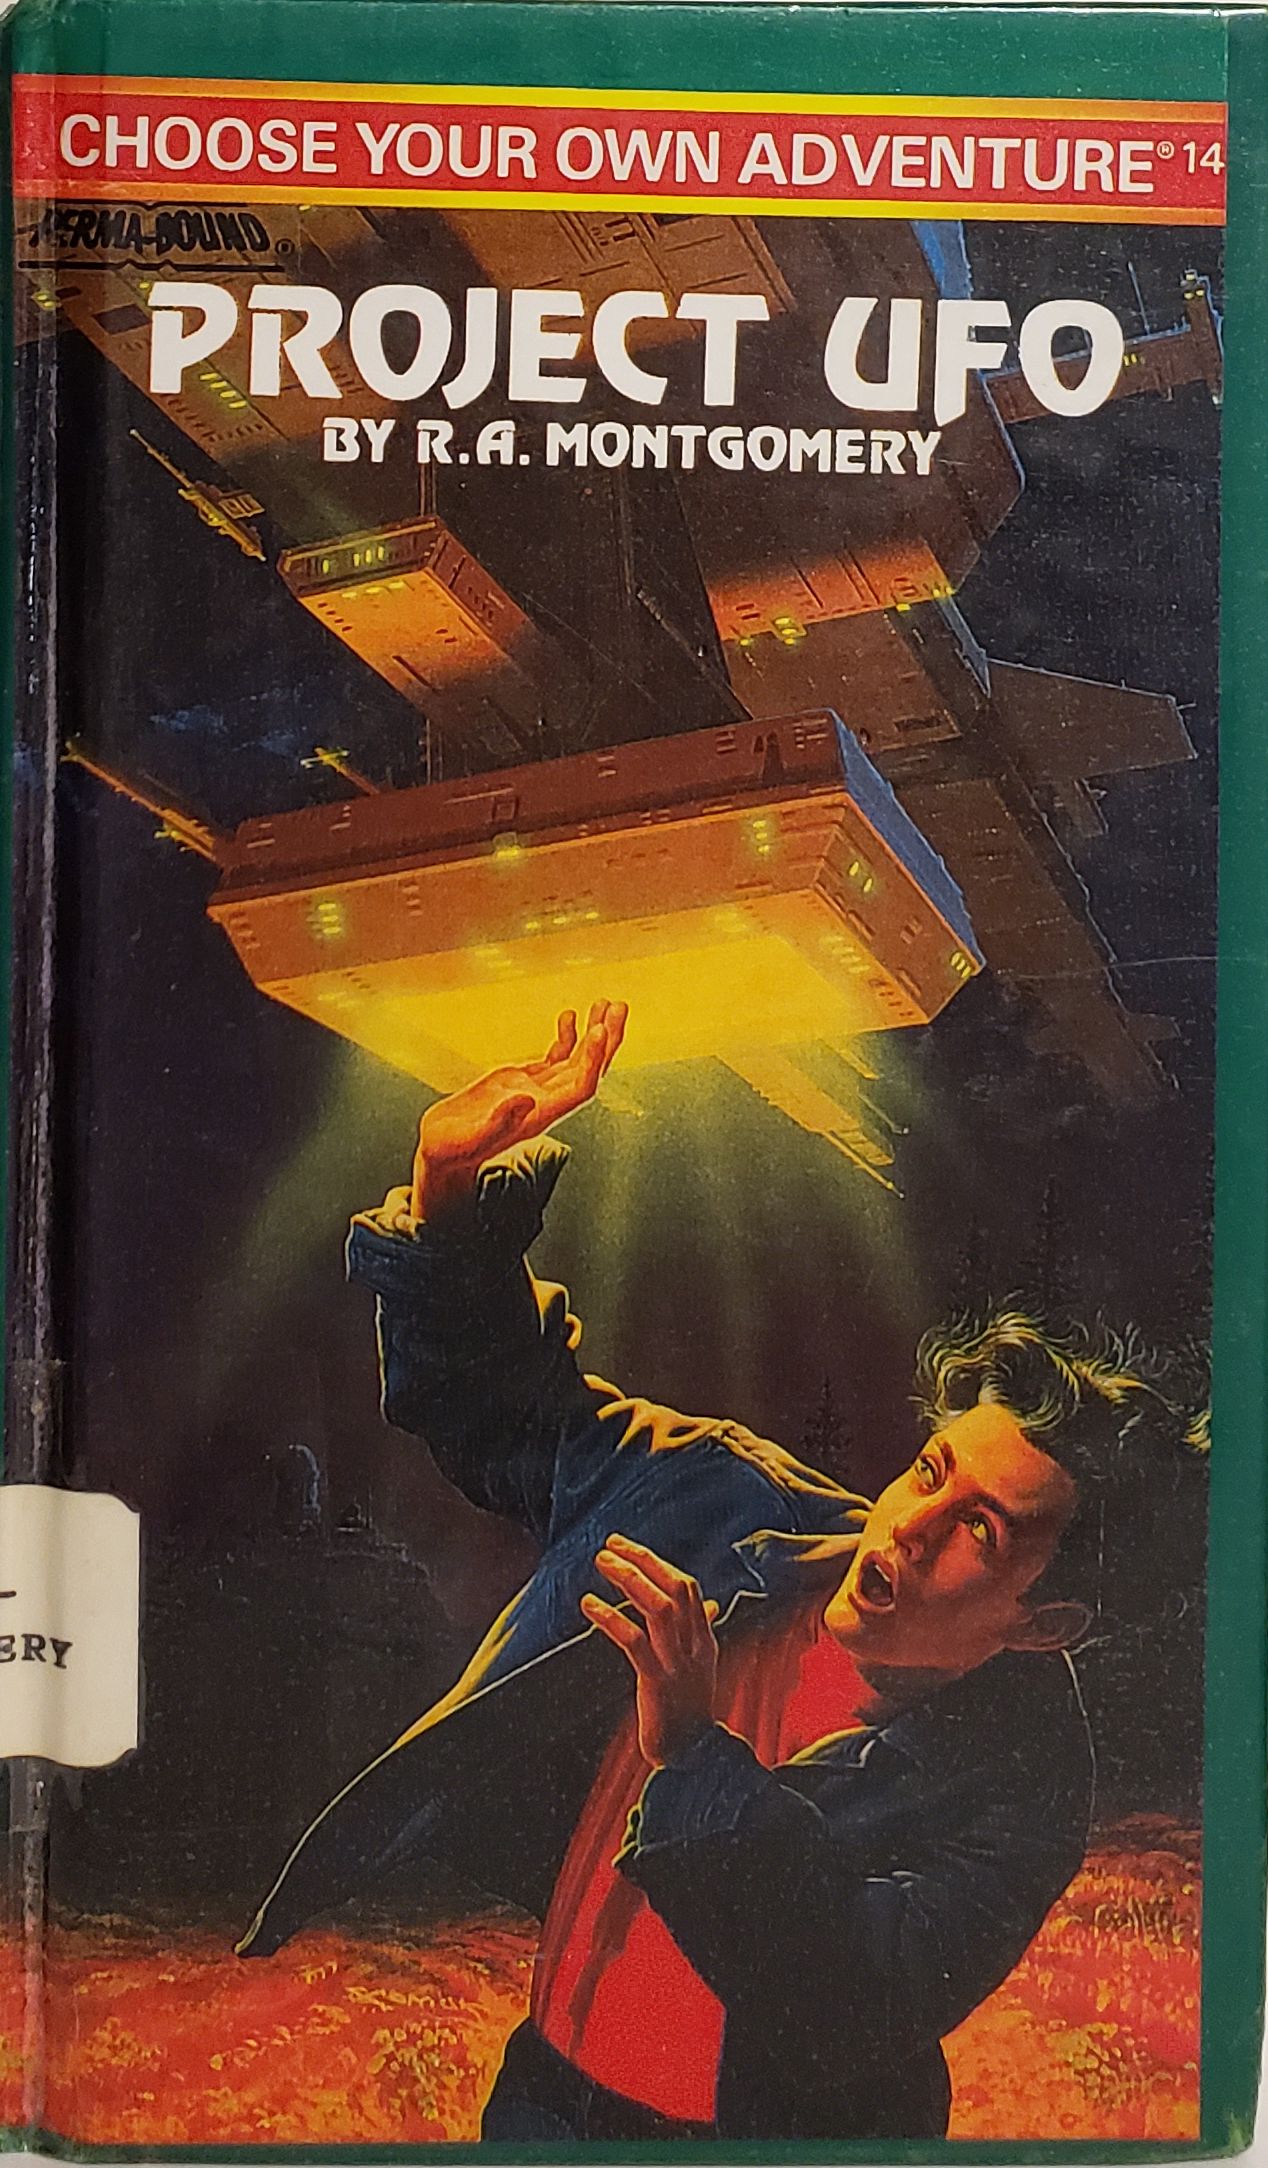 CHOOSE YOUR OWN ADVENTURE® 14
PERMA-BOUND®
PROJECT UFO
BY R.A. MONTGOMERY
ERY